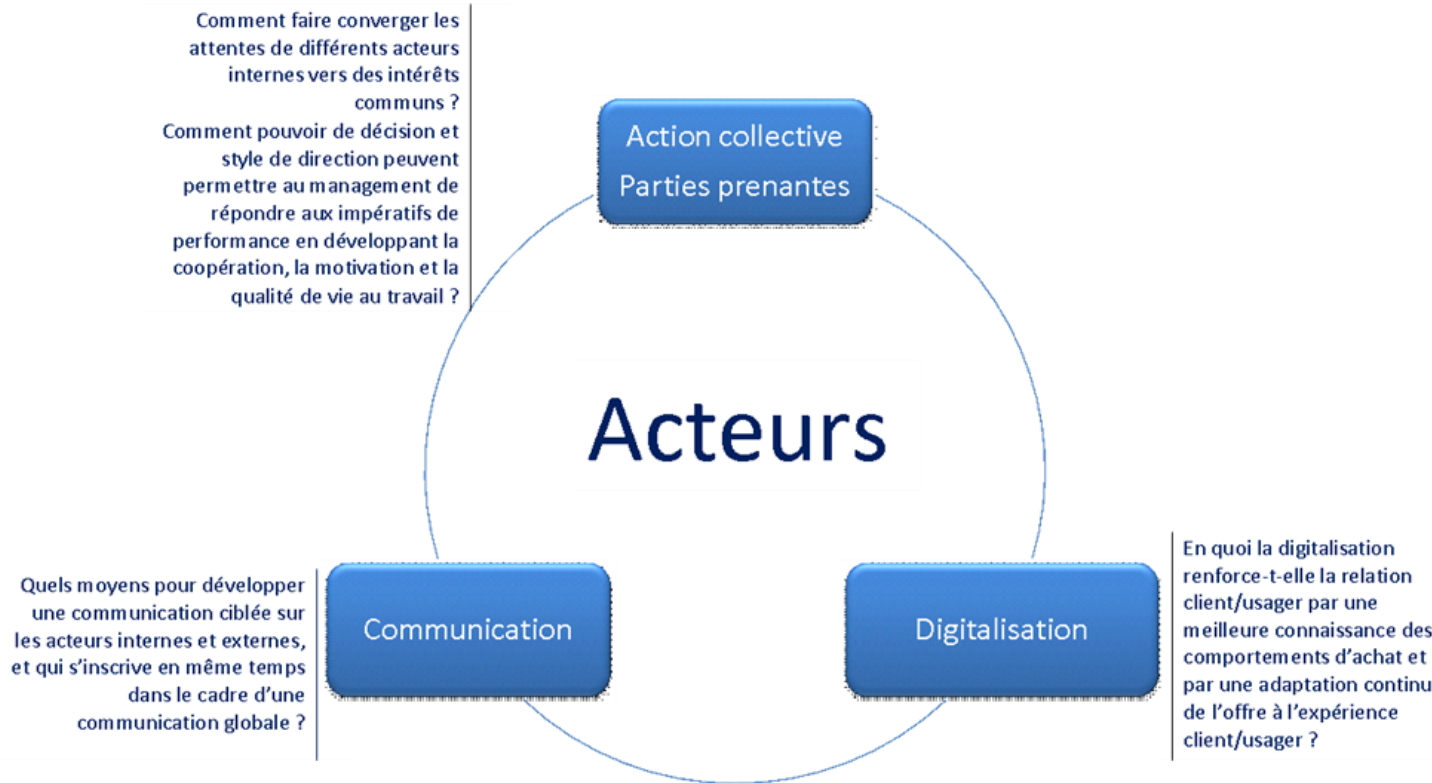 Comment faire converger les
attentes de différents acteurs
internes vers des intérêts
communs ?
Comment pouvoir de décision et
style de direction peuvent
permettre au management de
répondre aux impératifs de
performance en développant la
coopération, la motivation et la
qualité de vie au travail ?
Action collective
Parties prenantes
Acteurs
Quels moyens pour développer
une communication ciblée sur
les acteurs internes et externes,
et qui s'inscrive en même temps
dans le cadre d'une
communication globale ?
Communication
Digitalisation
En quoi la digitalisation
renforce-t-elle la relation
client/usager par une
meilleure connaissance des
comportements d'achat et
par une adaptation continu
de l'offre à l'expérience
client/usager ?